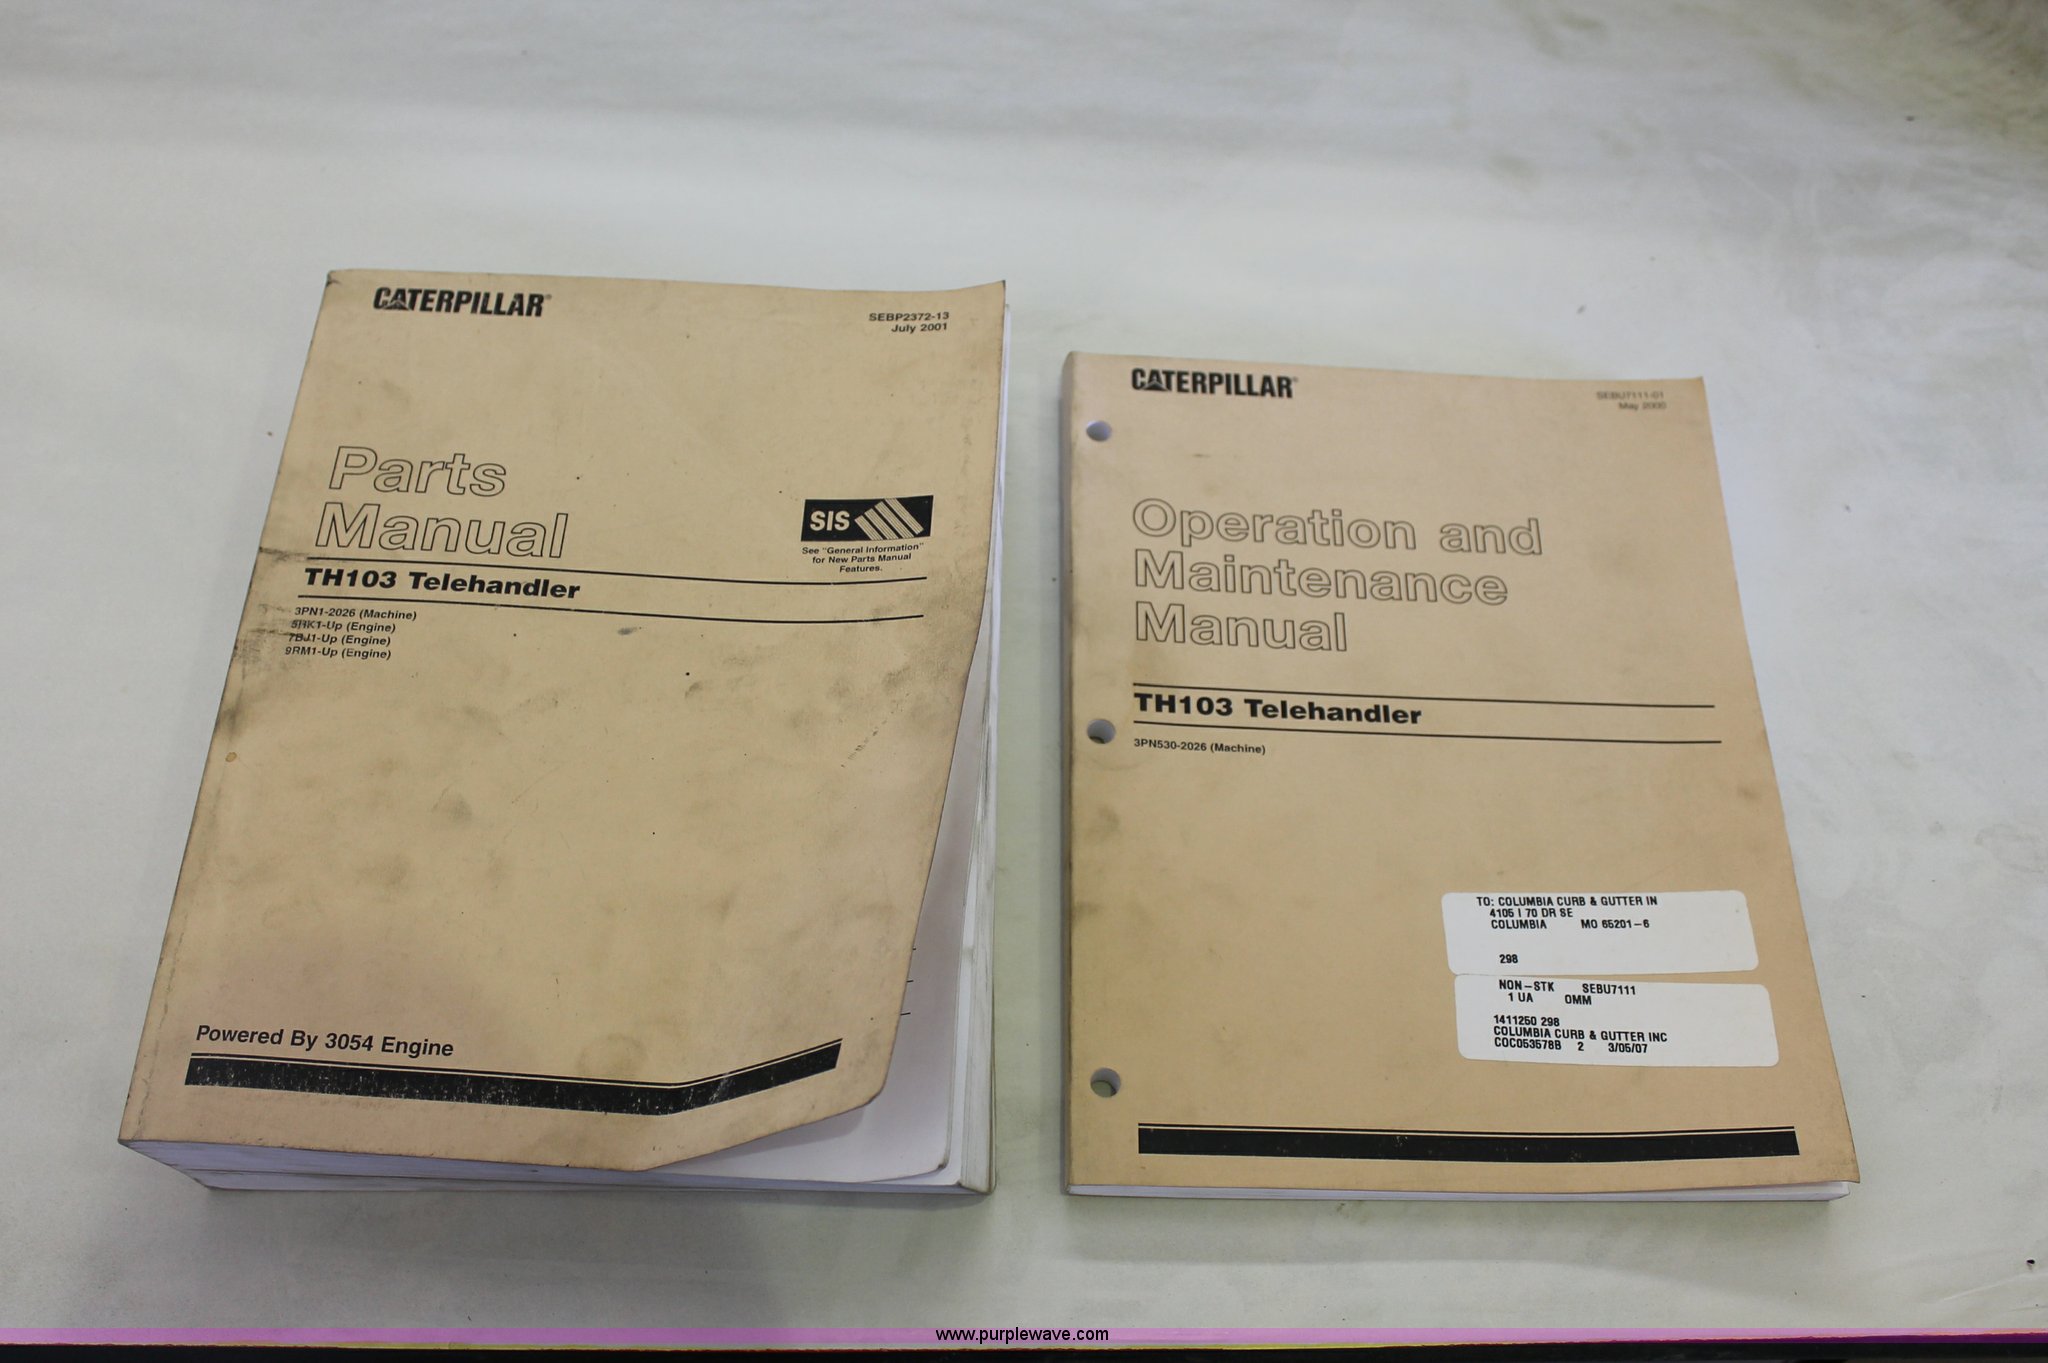 CATERPILLAR®
SEBP2372-13
July 2001
Parts
Manual
SIS
See "General Information"
for New Parts Manual
Features.
TH103 Telehandler
3PN1-2026 (Machine)
5RK1-Up (Engine)
7BJ1-Up (Engine)
9RM1-Up (Engine)
Powered By 3054 Engine
CATERPILLAR®
SEBU7111-01
May 2000
Operation and
Maintenance
Manual
TH103 Telehandler
3PN530-2026 (Machine)
TO: COLUMBIA CURB & GUTTER IN
4105 I 70 DR SE
COLUMBIA MO 65201-6
298
NON-STK SEBU7111
1 UA OMM
1411250 298
COLUMBIA CURB & GUTTER INC
COC053578B 2 3/05/07
www.purplewave.com